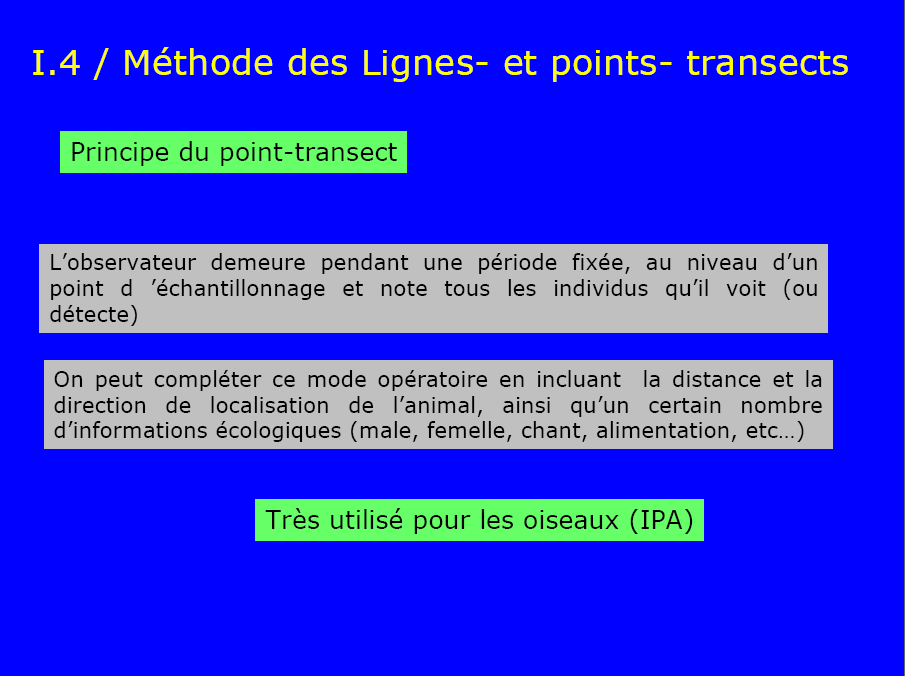 I.4 / Méthode des Lignes- et points- transects
Principe du point-transect
L’observateur demeure pendant une période fixée, au niveau d’un
point d ’échantillonnage et note tous les individus qu’il voit (ou
détecte)
On peut compléter ce mode opératoire en incluant  la distance et la
direction de localisation de l’animal, ainsi qu’un certain nombre
d’informations écologiques (male, femelle, chant, alimentation, etc…)
Très utilisé pour les oiseaux (IPA)